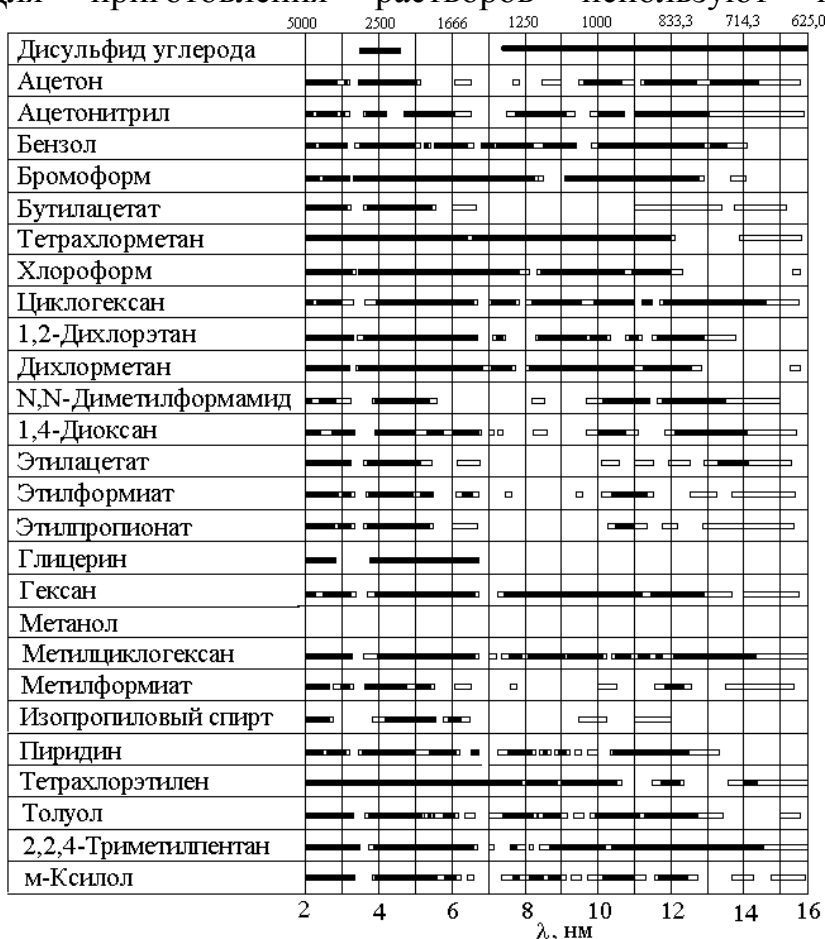 для приготовления растворов используют
5000 2500 1666 1250 1000 833,3 714,3 625,0
Дисульфид углерода
Ацетон
Ацетонитрил
Бензол
Бромоформ
Бутилацетат
Тетрахлорметан
Хлороформ
Циклогексан
1,2-Дихлорэтан
Дихлорметан
N,N-Диметилформамид
1,4-Диоксан
Этилацетат
Этилформиат
Этилпропионат
Глицерин
Гексан
Метанол
Метилциклогексан
Метилформиат
Изопропиловый спирт
Пиридин
Тетрахлорэтилен
Толуол
2,2,4-Триметилпентан
м-Ксилол
2 4 6 8 10 12 14 16
λ, нм